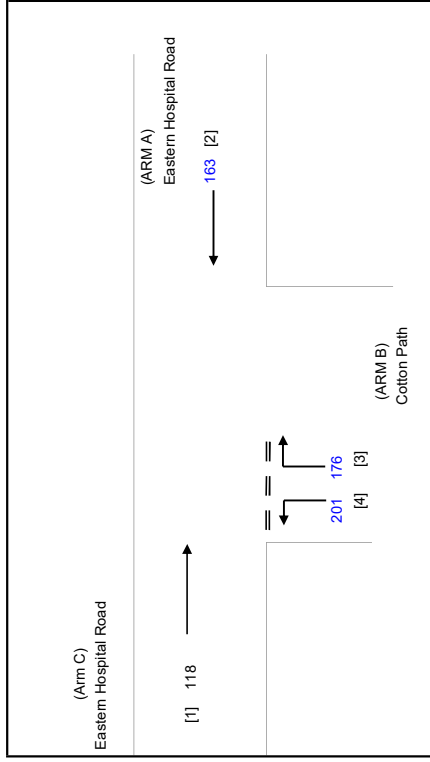 (Arm C)
Eastern Hospital Road
[1] 118
(ARM A)
Eastern Hospital Road
163 [2]
201 176
[4] [3]
(ARM B)
Cotton Path